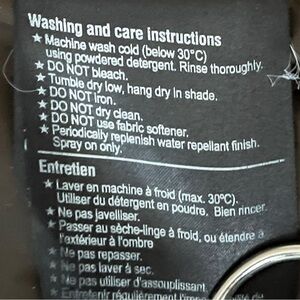 Washing and care instructions
★ Machine wash cold (below 30°C)
using powdered detergent. Rinse thoroughly.
★ DO NOT bleach.
★ Tumble dry low, hang dry in shade.
★ DO NOT iron.
★ DO NOT dry clean.
★ DO NOT use fabric softener.
★ Periodically replenish water repellant finish.
Spray on only.
Entretien
★ Laver en machine à froid (max. 30°C).
Utiliser du détergent en poudre. Bien rincer.
★ Ne pas javelliser.
★ Passer au sèche-linge à froid, ou étendre à
l'extérieur à l'ombre
★ Ne pas repasser.
★ Ne pas laver à sec.
★ Ne pas utiliser d'assouplissant.
★ Entretenir régulièrement